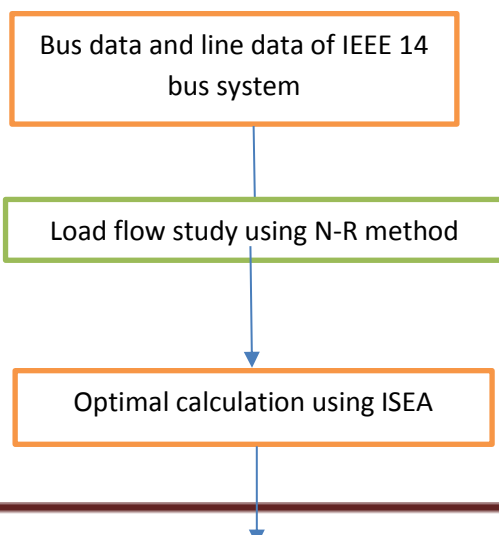 Bus data and line data of IEEE 14
bus system
Load flow study using N-R method
Optimal calculation using ISEA